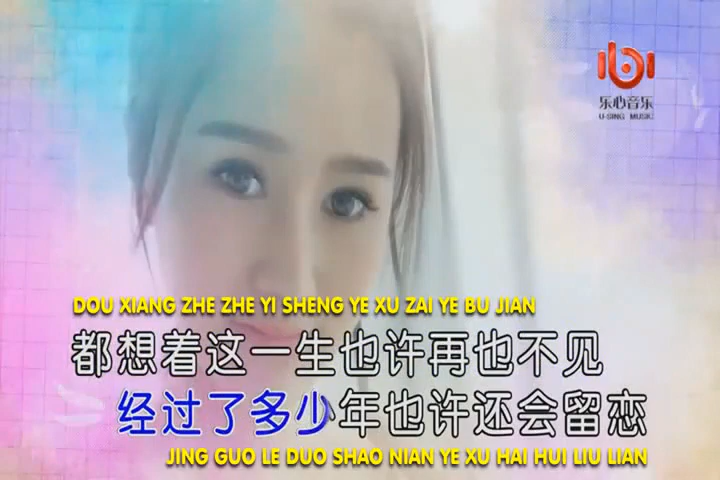 乐心音乐
U-SING MUSIC
DOU XIANG ZHE ZHE YI SHENG YE XU ZAI YE BU JIAN
都想着这一生也许再也不见
经过了多少年也许还会留恋
JING GUO LE DUO SHAO NIAN YE XU HAI HUI LIU LIAN